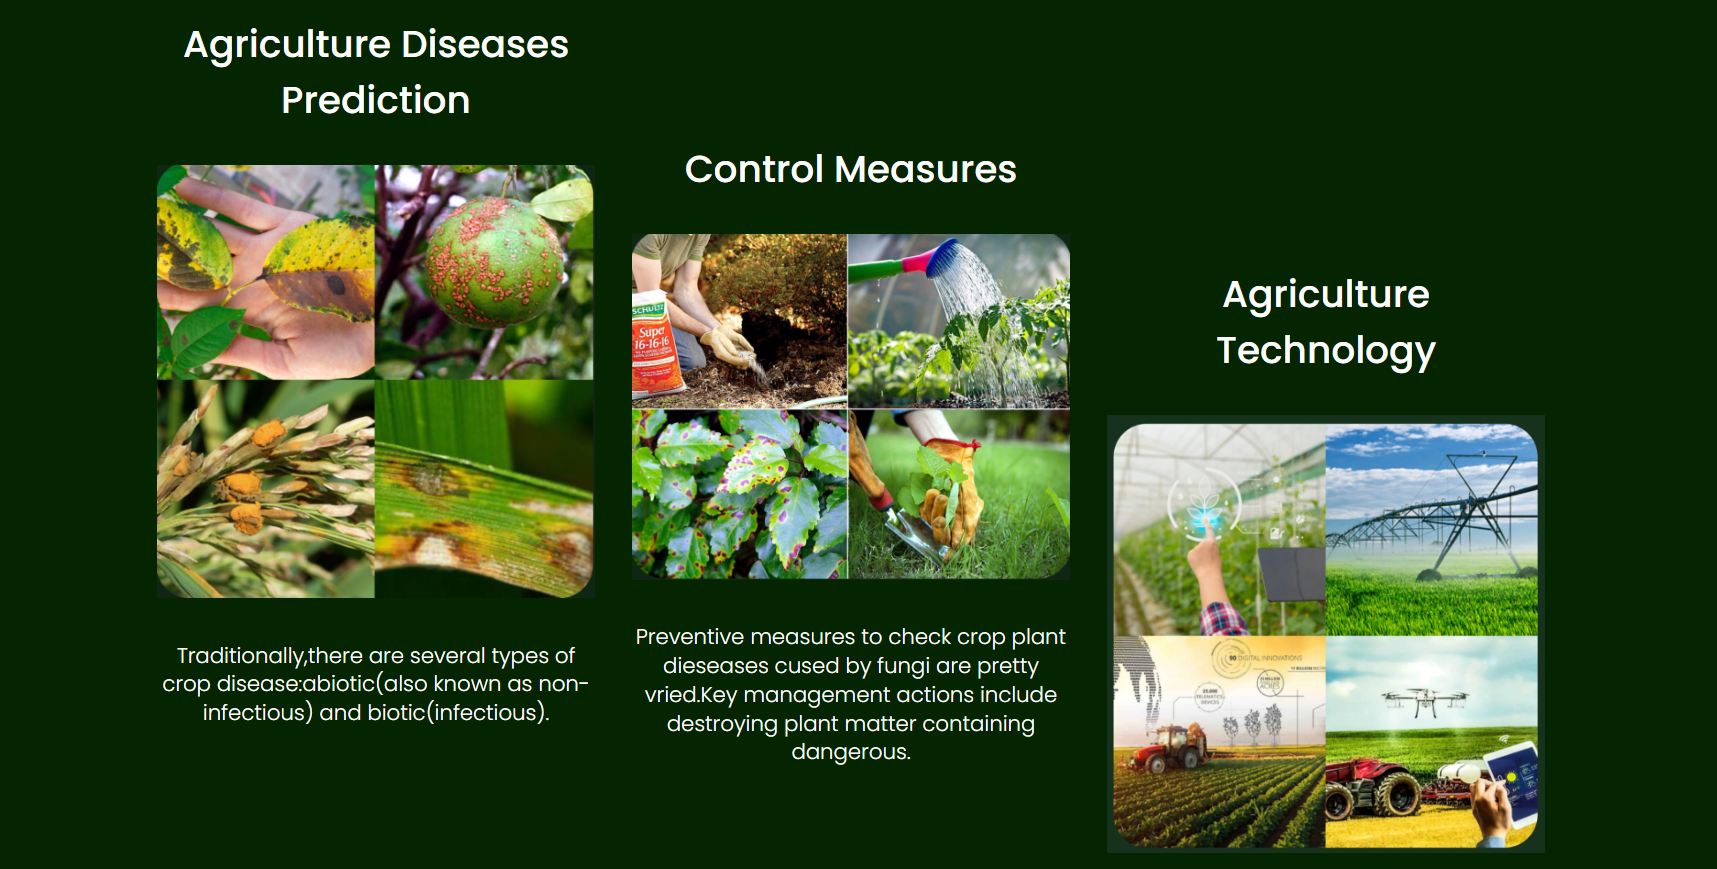 Agriculture Diseases
Prediction
Traditionally,there are several types of
crop disease:abiotic(also known as non-
infectious) and biotic(infectious).
Control Measures
SCHULTZ
Super
16-16-16
Preventive measures to check crop plant
dieseases cused by fungi are pretty
vried.Key management actions include
destroying plant matter containing
dangerous.
Agriculture
Technology
90 DIGITAL INNOVATIONS